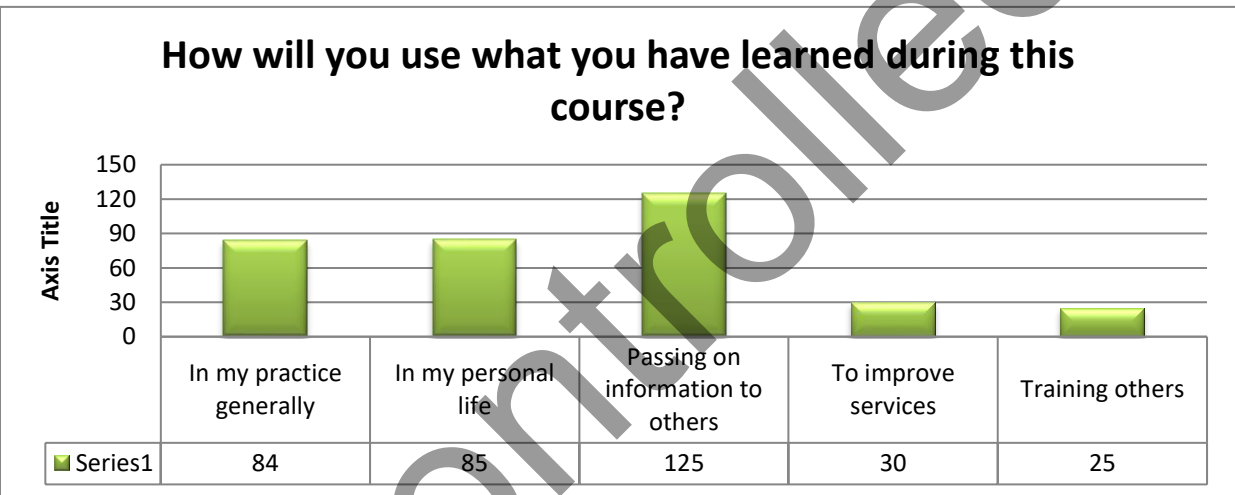 How will you use what you have learned during this
course?
150
120
90
60
30
0
Axis Title
In my practice
generally
In my personal
life
Passing on
information to
others
To improve
services
Training others
Series1 84 85 125 30 25
ontrolled